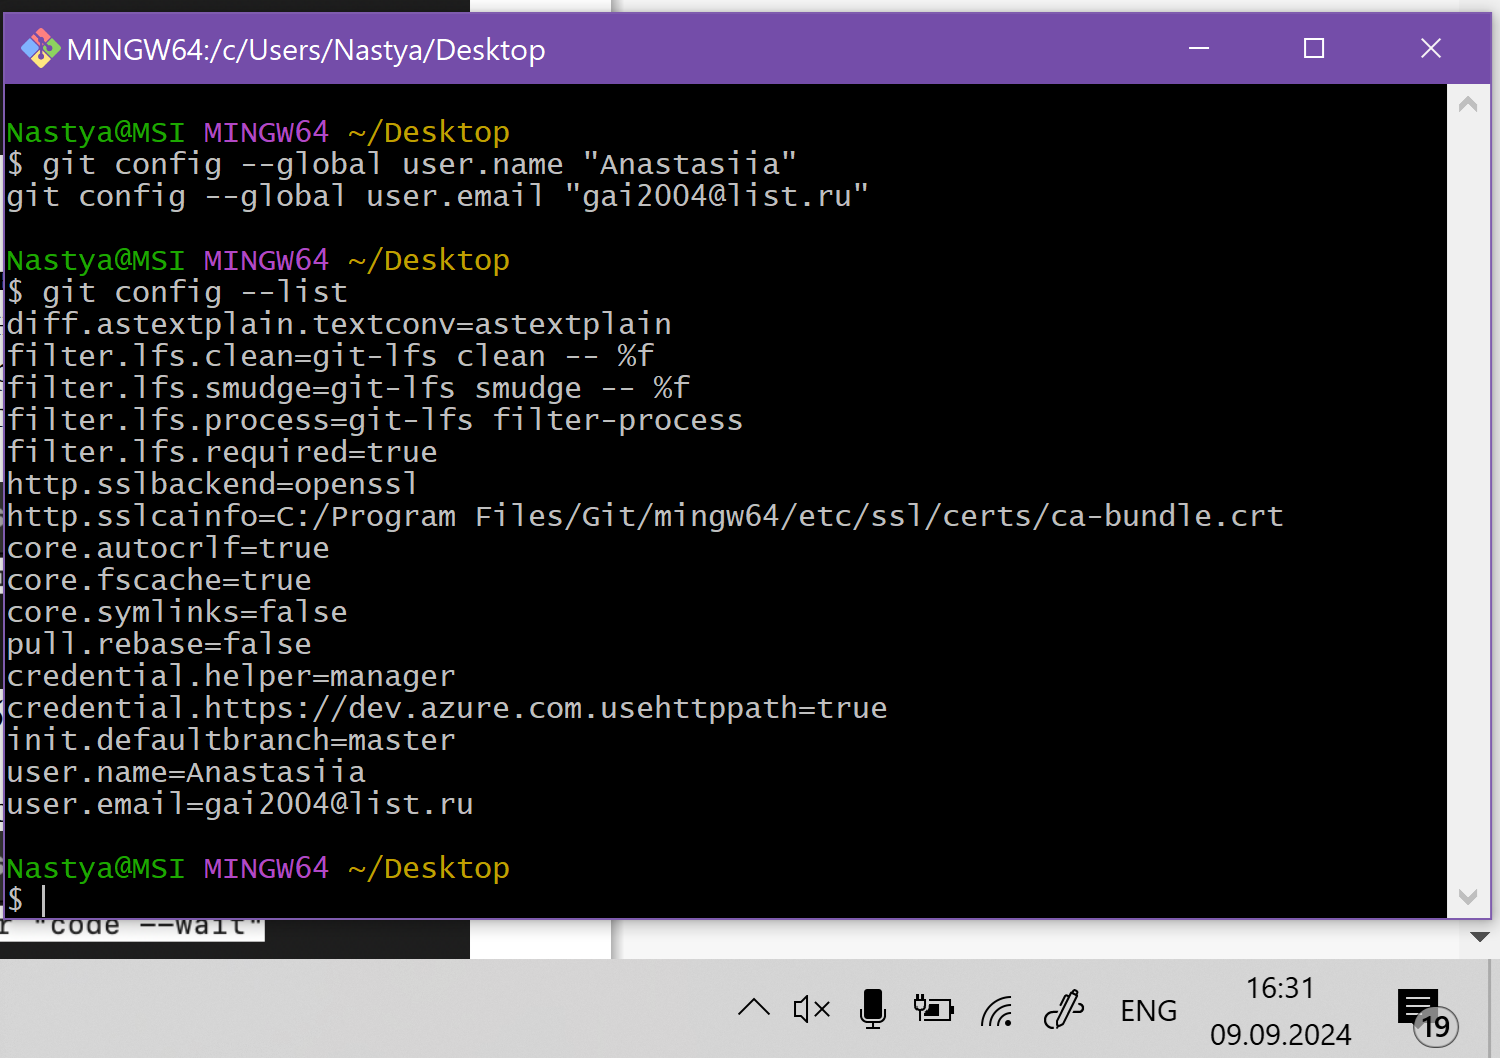 MINGW64:/c/Users/Nastya/Desktop
Nastya@MSI MINGW64 ~/Desktop
$ git config --global user.name "Anastasiia"
git config --global user.email "gai2004@list.ru"
Nastya@MSI MINGW64 ~/Desktop
$ git config --list
diff.astextplain.textconv=astextplain
filter.lfs.clean=git-lfs clean -- %f
filter.lfs.smudge=git-lfs smudge -- %f
filter.lfs.process=git-lfs filter-process
filter.lfs.required=true
http.sslbackend=openssl
http.sslcainfo=C:/Program Files/Git/mingw64/etc/ssl/certs/ca-bundle.crt
core.autocrlf=true
core.fscache=true
core.symlinks=false
pull.rebase=false
credential.helper=manager
credential.https://dev.azure.com.usehttppath=true
init.defaultbranch=master
user.name=Anastasiia
user.email=gai2004@list.ru
Nastya@MSI MINGW64 ~/Desktop
$
r "code --wait"
ENG
16:31
09.09.2024
19